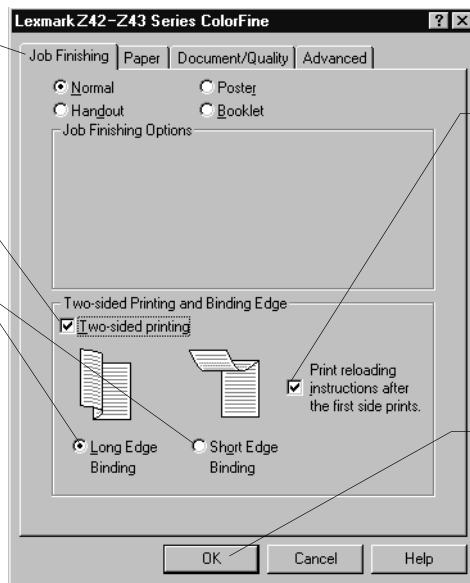 Lexmark Z42-Z43 Series ColorFine
Job Finishing Paper Document/Quality Advanced
Normal Poster
Handout Booklet
Job Finishing Options
Two-sided Printing and Binding Edge
Two-sided printing
Print reloading
instructions after
the first side prints.
Long Edge Short Edge
Binding Binding
OK Cancel Help